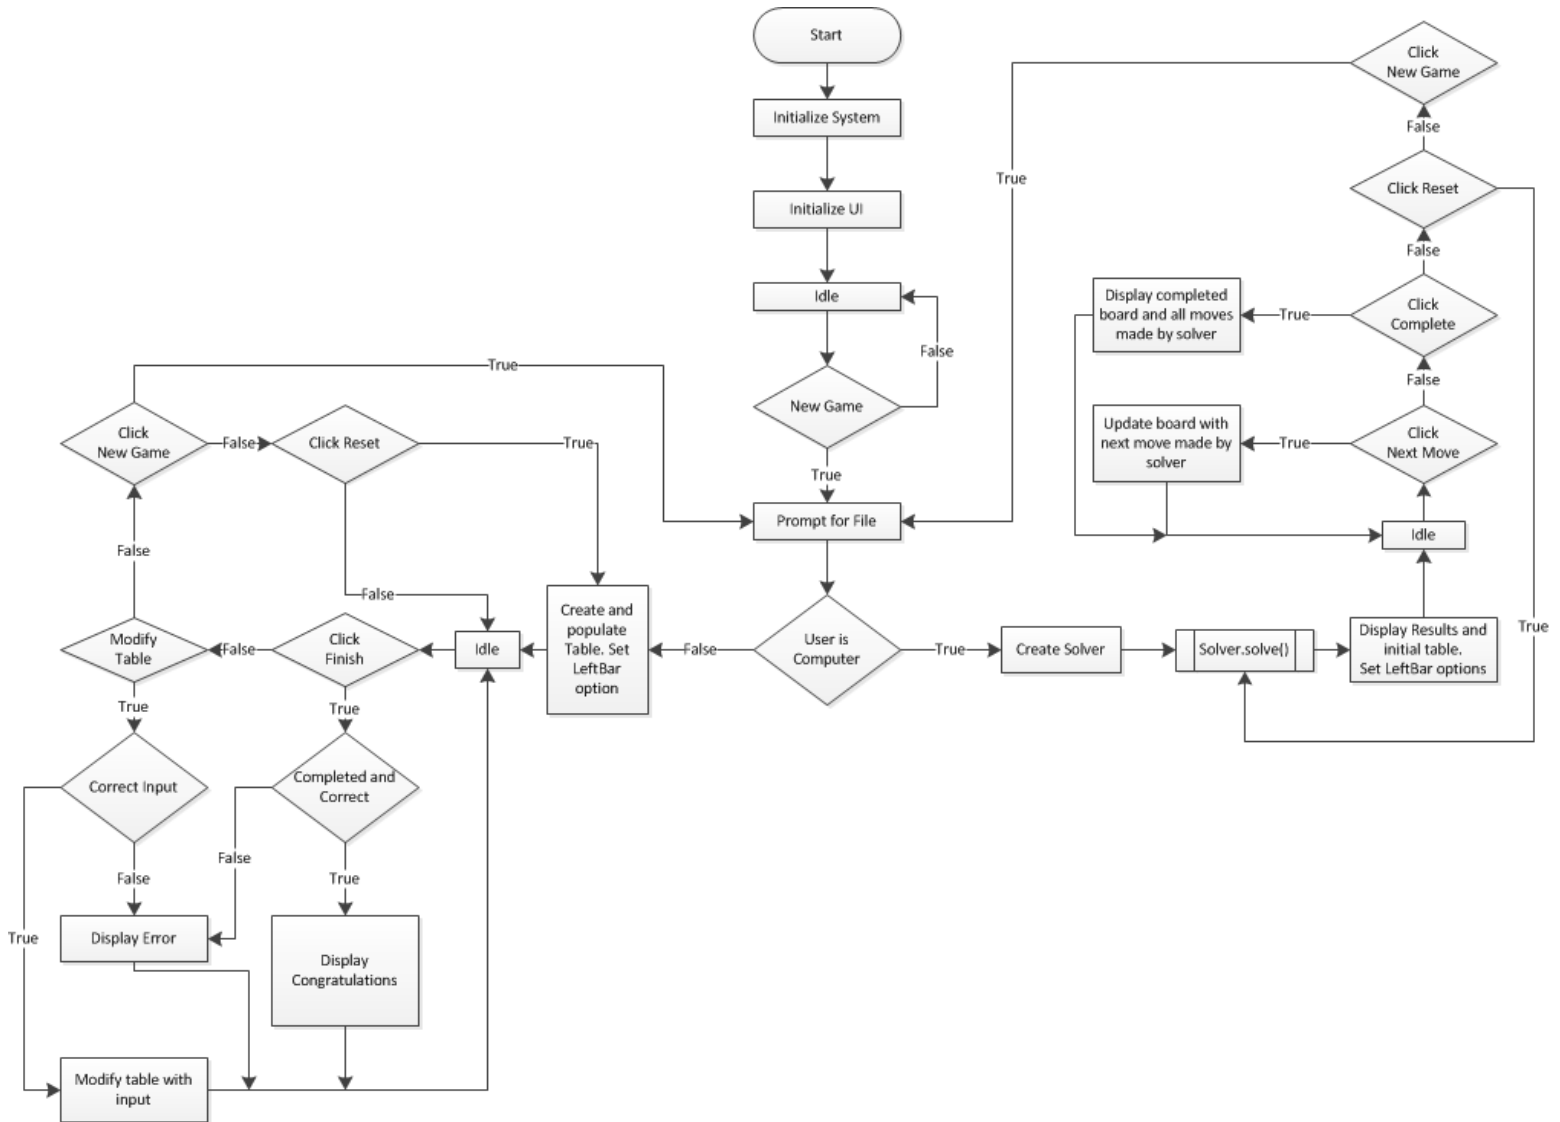 Start
Click
New Game
False
Initialize System
True
Click Reset
Initialize UI
False
Idle
Display completed
board and all moves
made by solver
True
Click
Complete
False
True
False
New Game
Click
New Game
False
Click Reset
True
Update board with
next move made by
solver
True
Click
Next Move
True
Prompt for File
Idle
False
False
Modify
Table
False
Click
Finish
Idle
Create and
populate
Table. Set
LeftBar
option
False
User is
Computer
True
Create Solver
Solver.solve()
Display Results and
initial table.
Set LeftBar options
True
True
True
Correct Input
Completed and
Correct
False
False
True
True
Display Error
Display
Congratulations
Modify table with
input